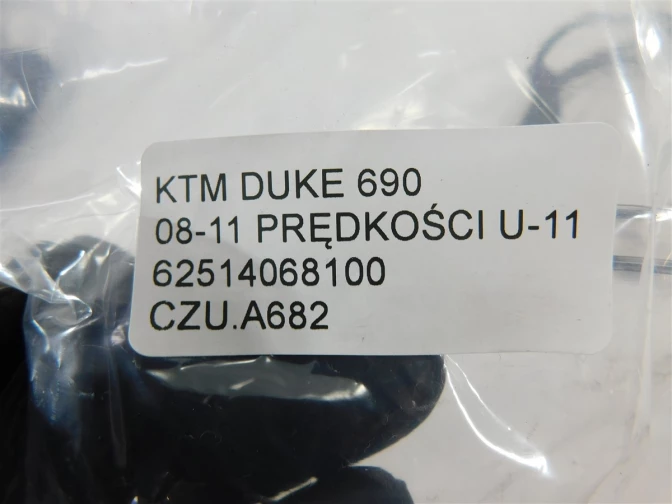 KTM DUKE 690
08-11 PRĘDKOŚCI U-11
62514068100
CZU.A682